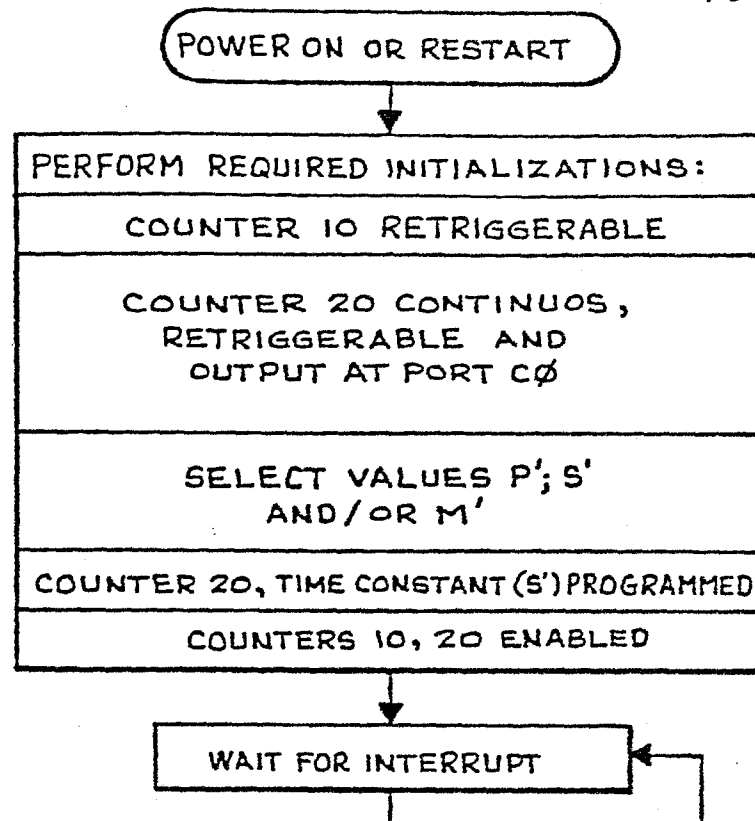 POWER ON OR RESTART
PERFORM REQUIRED INITIALIZATIONS:
COUNTER 10 RETRIGGERABLE
COUNTER 20 CONTINUOS,
RETRIGGERABLE AND
OUTPUT AT PORT CØ
SELECT VALUES P'; S'
AND/OR M'
COUNTER 20, TIME CONSTANT (S') PROGRAMMED
COUNTERS 10, 20 ENABLED
WAIT FOR INTERRUPT